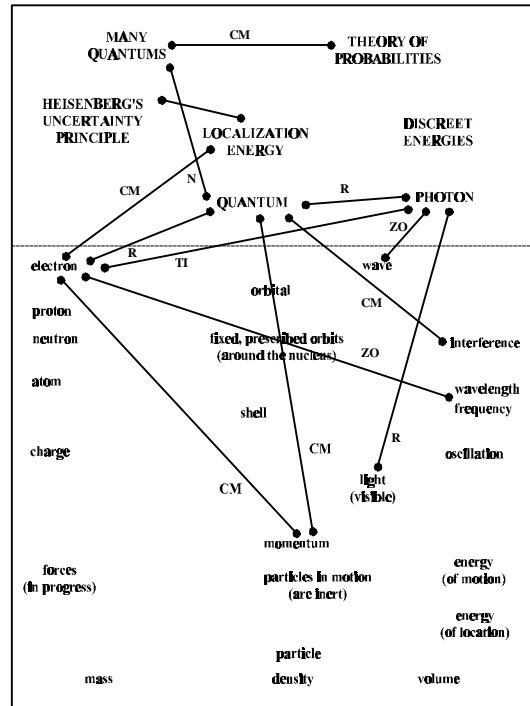 MANY
QUANTUMS
CM
THEORY OF
PROBABILITIES
HEISENBERG'S
UNCERTAINTY
PRINCIPLE
LOCALIZATION
ENERGY
DISCREET
ENERGIES
CM
N
QUANTUM
R
PHOTON
ZO
R
TI
electron
wave
orbital
CM
proton
neutron
fixed, prescribed orbits
(around the nucleus)
interference
ZO
atom
wavelength
frequency
shell
R
charge
CM
oscillation
light
(visible)
CM
momentum
forces
(in progress)
particles in motion
(are inert)
energy
(of motion)
energy
(of location)
particle
mass
density
volume